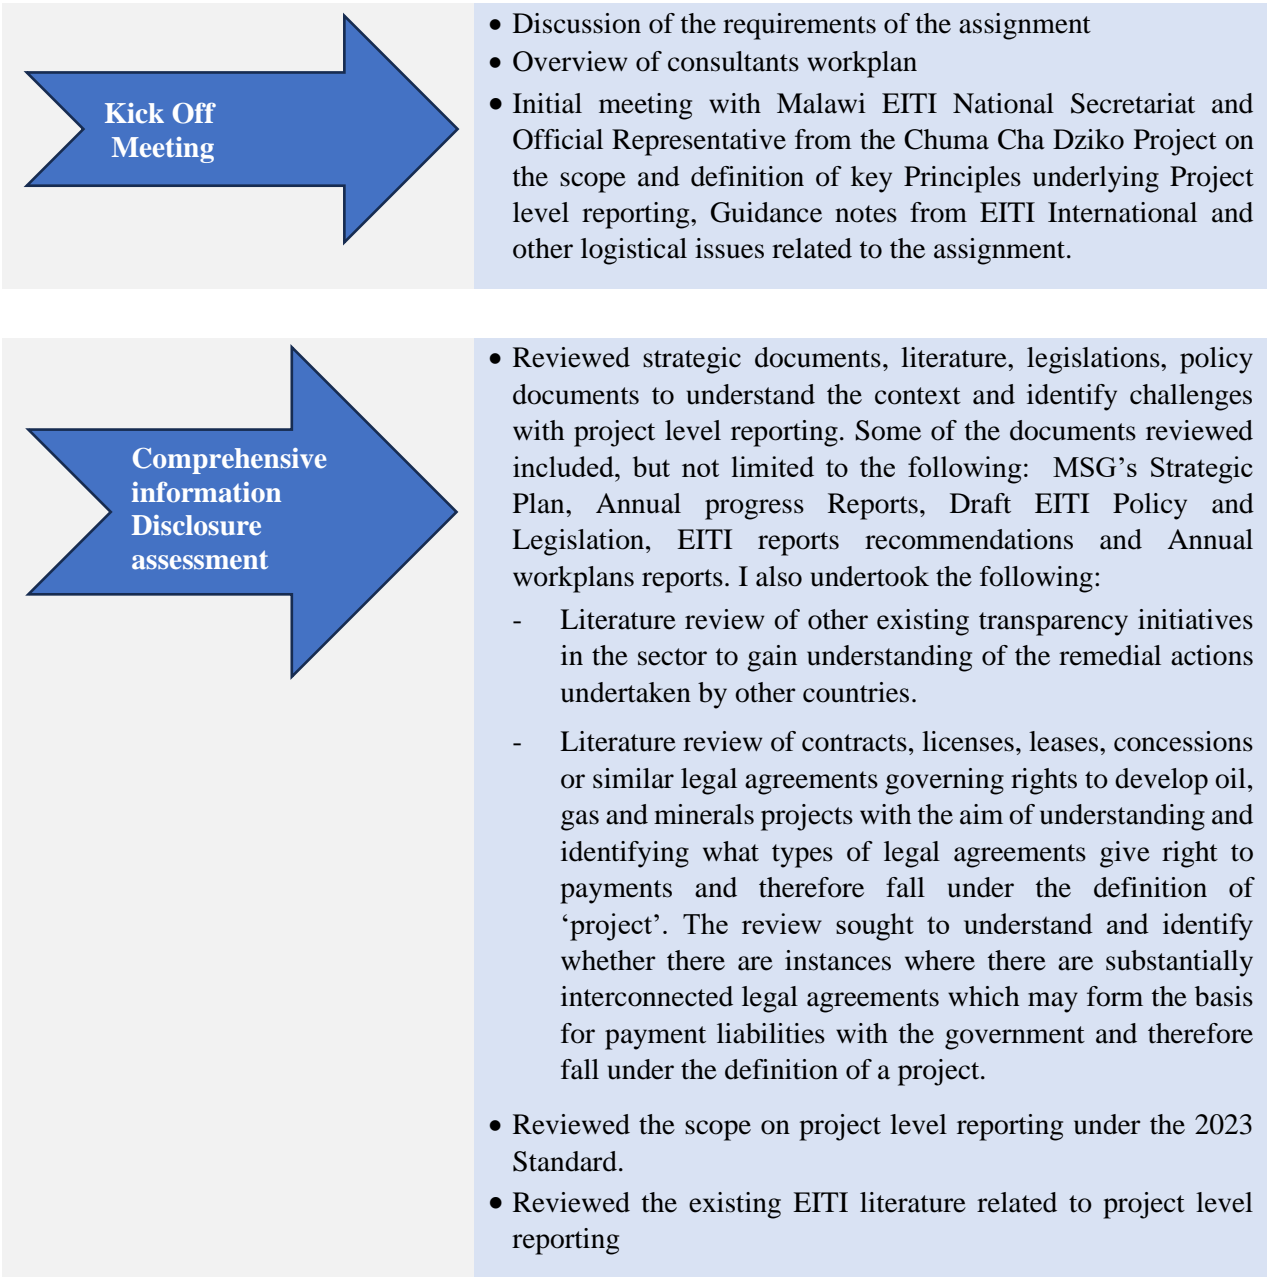 Kick Off
Meeting
• Discussion of the requirements of the assignment
• Overview of consultants workplan
• Initial meeting with Malawi EITI National Secretariat and
Official Representative from the Chuma Cha Dziko Project on
the scope and definition of key Principles underlying Project
level reporting, Guidance notes from EITI International and
other logistical issues related to the assignment.
Comprehensive
information
Disclosure
assessment
• Reviewed strategic documents, literature, legislations, policy
documents to understand the context and identify challenges
with project level reporting. Some of the documents reviewed
included, but not limited to the following: MSG’s Strategic
Plan, Annual progress Reports, Draft EITI Policy and
Legislation, EITI reports recommendations and Annual
workplans reports. I also undertook the following:
- Literature review of other existing transparency initiatives
in the sector to gain understanding of the remedial actions
undertaken by other countries.
- Literature review of contracts, licenses, leases, concessions
or similar legal agreements governing rights to develop oil,
gas and minerals projects with the aim of understanding and
identifying what types of legal agreements give right to
payments and therefore fall under the definition of
‘project’. The review sought to understand and identify
whether there are instances where there are substantially
interconnected legal agreements which may form the basis
for payment liabilities with the government and therefore
fall under the definition of a project.
• Reviewed the scope on project level reporting under the 2023
Standard.
• Reviewed the existing EITI literature related to project level
reporting